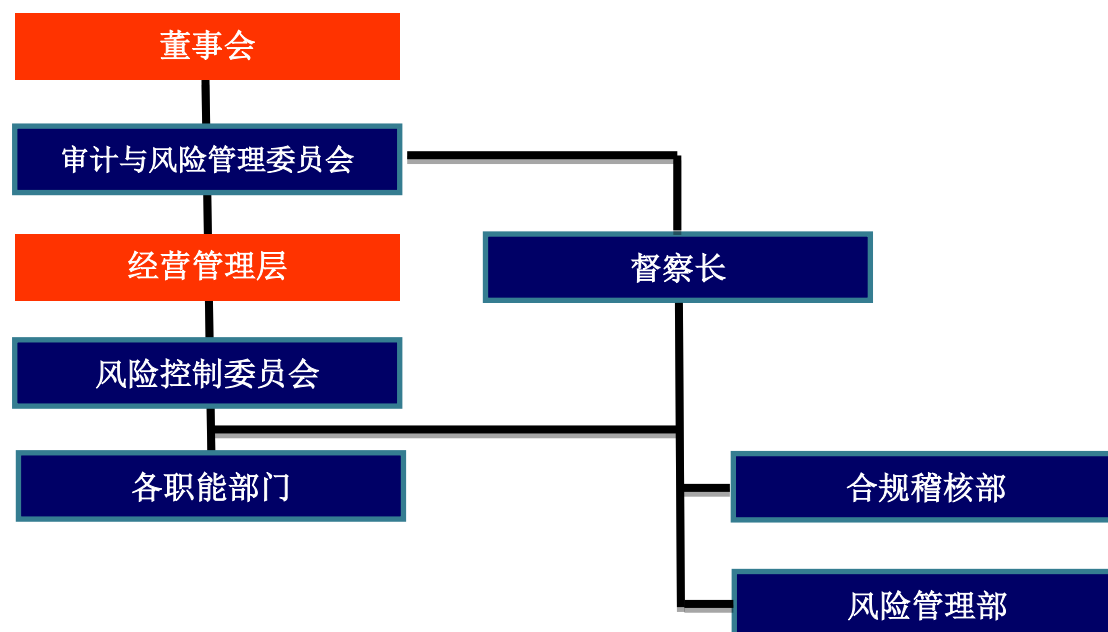 董事会
审计与风险管理委员会
经营管理层
督察长
风险控制委员会
各职能部门
合规稽核部
风险管理部